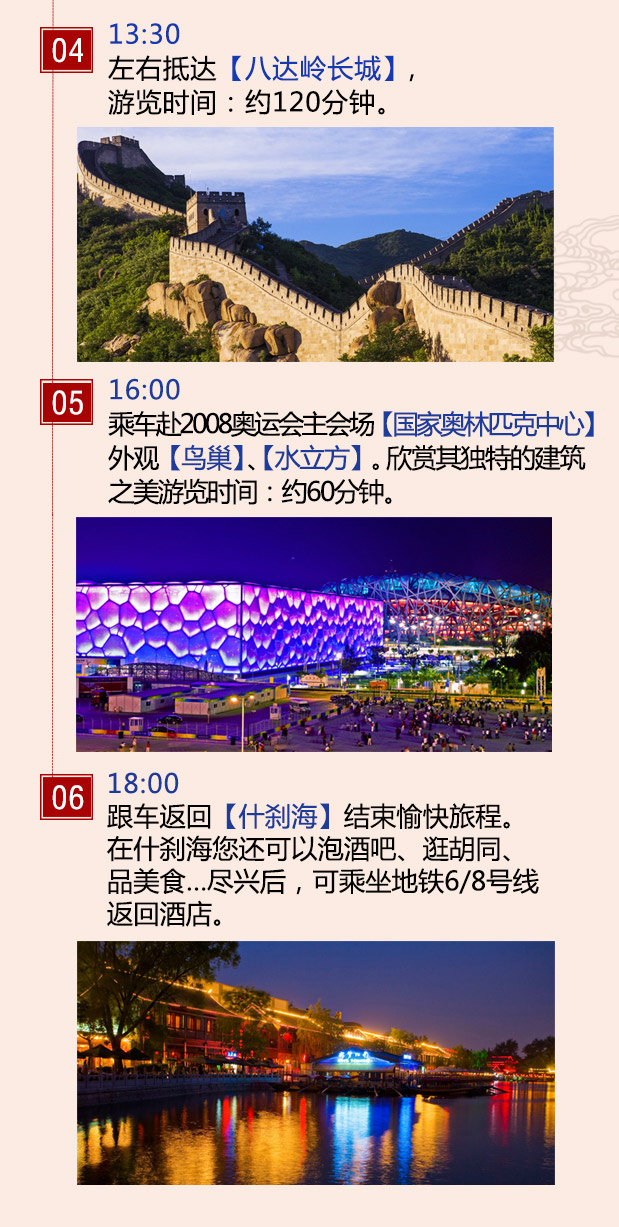 04
13:30
左右抵达【八达岭长城】,
游览时间：约120分钟。
05
16:00
乘车赴2008奥运会主会场【国家奥林匹克中心】
外观【鸟巢】、【水立方】。欣赏其独特的建筑
之美游览时间：约60分钟。
06
18:00
跟车返回【什刹海】结束愉快旅程。
在什刹海您还可以泡酒吧、逛胡同、
品美食...尽兴后，可乘坐地铁6/8号线
返回酒店。